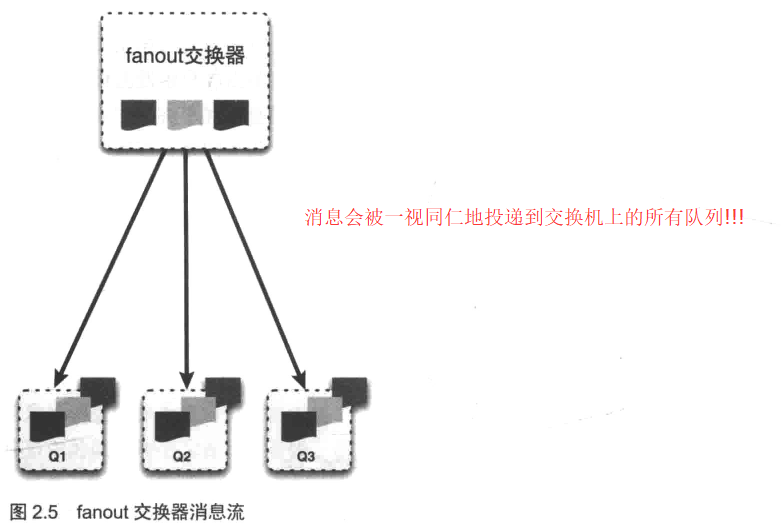 fanout交换器
消息会被一视同仁地投递到交换机上的所有队列!!!
Q1
Q2
Q3
图 2.5 fanout 交换器消息流